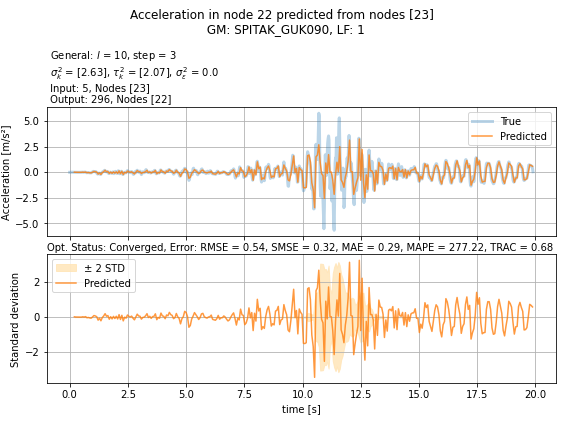 Acceleration in node 22 predicted from nodes [23]
GM: SPITAK_GUK090, LF: 1
General: l = 10, step = 3
σ²ₖ = [2.63], τ²ₖ = [2.07], σ²ε = 0.0
Input: 5, Nodes [23]
Output: 296, Nodes [22]
Acceleration [m/s²]
5.0
2.5
0.0
−2.5
−5.0
True
Predicted
Opt. Status: Converged, Error: RMSE = 0.54, SMSE = 0.32, MAE = 0.29, MAPE = 277.22, TRAC = 0.68
Standard deviation
2
0
−2
± 2 STD
Predicted
0.0 2.5 5.0 7.5 10.0 12.5 15.0 17.5 20.0
time [s]